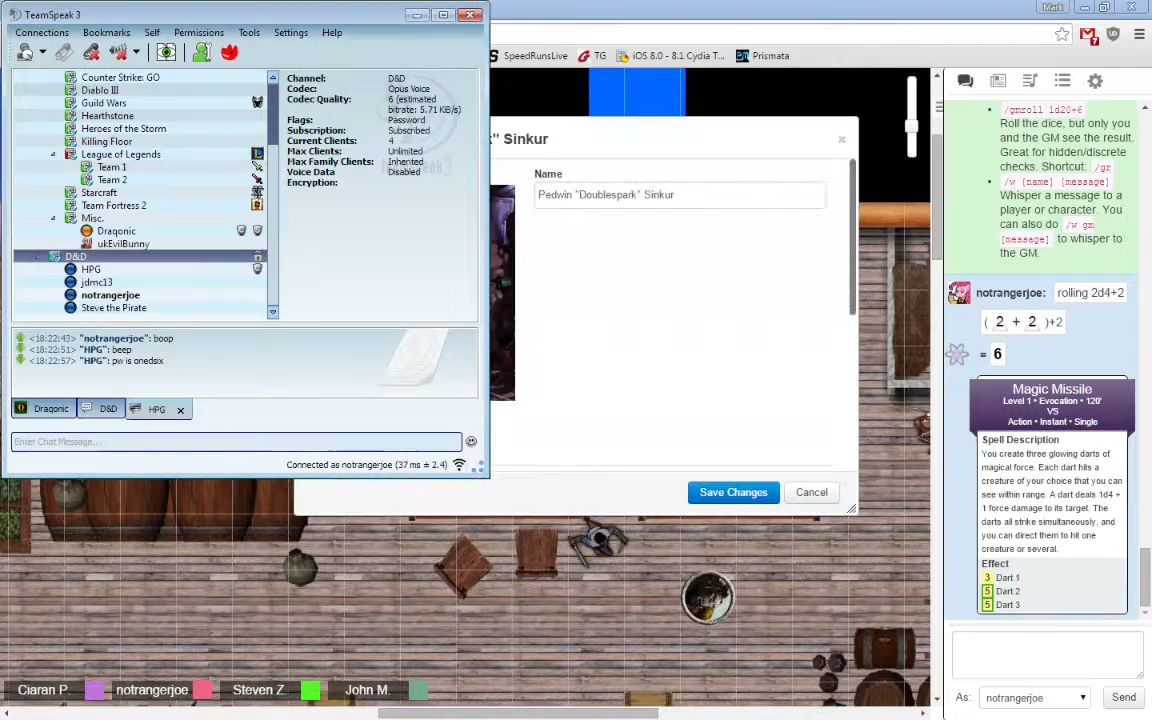 TeamSpeak 3
Connections Bookmarks Self Permissions Tools Settings Help
Counter Strike: GO
Diablo III
Guild Wars
Hearthstone
Heroes of the Storm
Killing Floor
League of Legends
Team 1
Team 2
Starcraft
Team Fortress 2
Misc.
Draqonic
ukEvilBunny
D&D
HPG
jdmc13
notrangerjoe
Steve the Pirate
Channel: D&D
Codec: Opus Voice
Codec Quality: 6 (estimated
bitrate: 5.71 KiB/s)
Flags: Password
Subscription: Subscribed
Current Clients: 4
Max Clients: Unlimited
Max Family Clients: Inherited
Voice Data Disabled
Encryption:
<18:22:43> "notrangerjoe": boop
<18:22:51> "HPG": beep
<18:22:57> "HPG": pw is onedsix
Draqonic D&D HPG
Enter Chat Message...
Connected as notrangerjoe (37 ms ± 2.4)
Mark
SpeedRunsLive TG iOS 8.0 - 8.1 Cydia T... Prismata
k" Sinkur
Name
Pedwin "Doublespark" Sinkur
Save Changes Cancel
/gmroll 1d20+6
Roll the dice, but only you
and the GM see the result.
Great for hidden/discrete
checks. Shortcut: /gr
/w [name] [message]
Whisper a message to a
player or character. You
can also do /w gm
[message] to whisper to
the GM.
notrangerjoe: rolling 2d4+2
( 2 + 2 )+2
= 6
Magic Missile
Level 1 • Evocation • 120'
VS
Action • Instant • Single
Spell Description
You create three glowing darts of
magical force. Each dart hits a
creature of your choice that you can
see within range. A dart deals 1d4 +
1 force damage to its target. The
darts all strike simultaneously, and
you can direct them to hit one
creature or several.
Effect
3 Dart 1
5 Dart 2
5 Dart 3
As: notrangerjoe Send
Ciaran P. notrangerjoe Steven Z. John M.